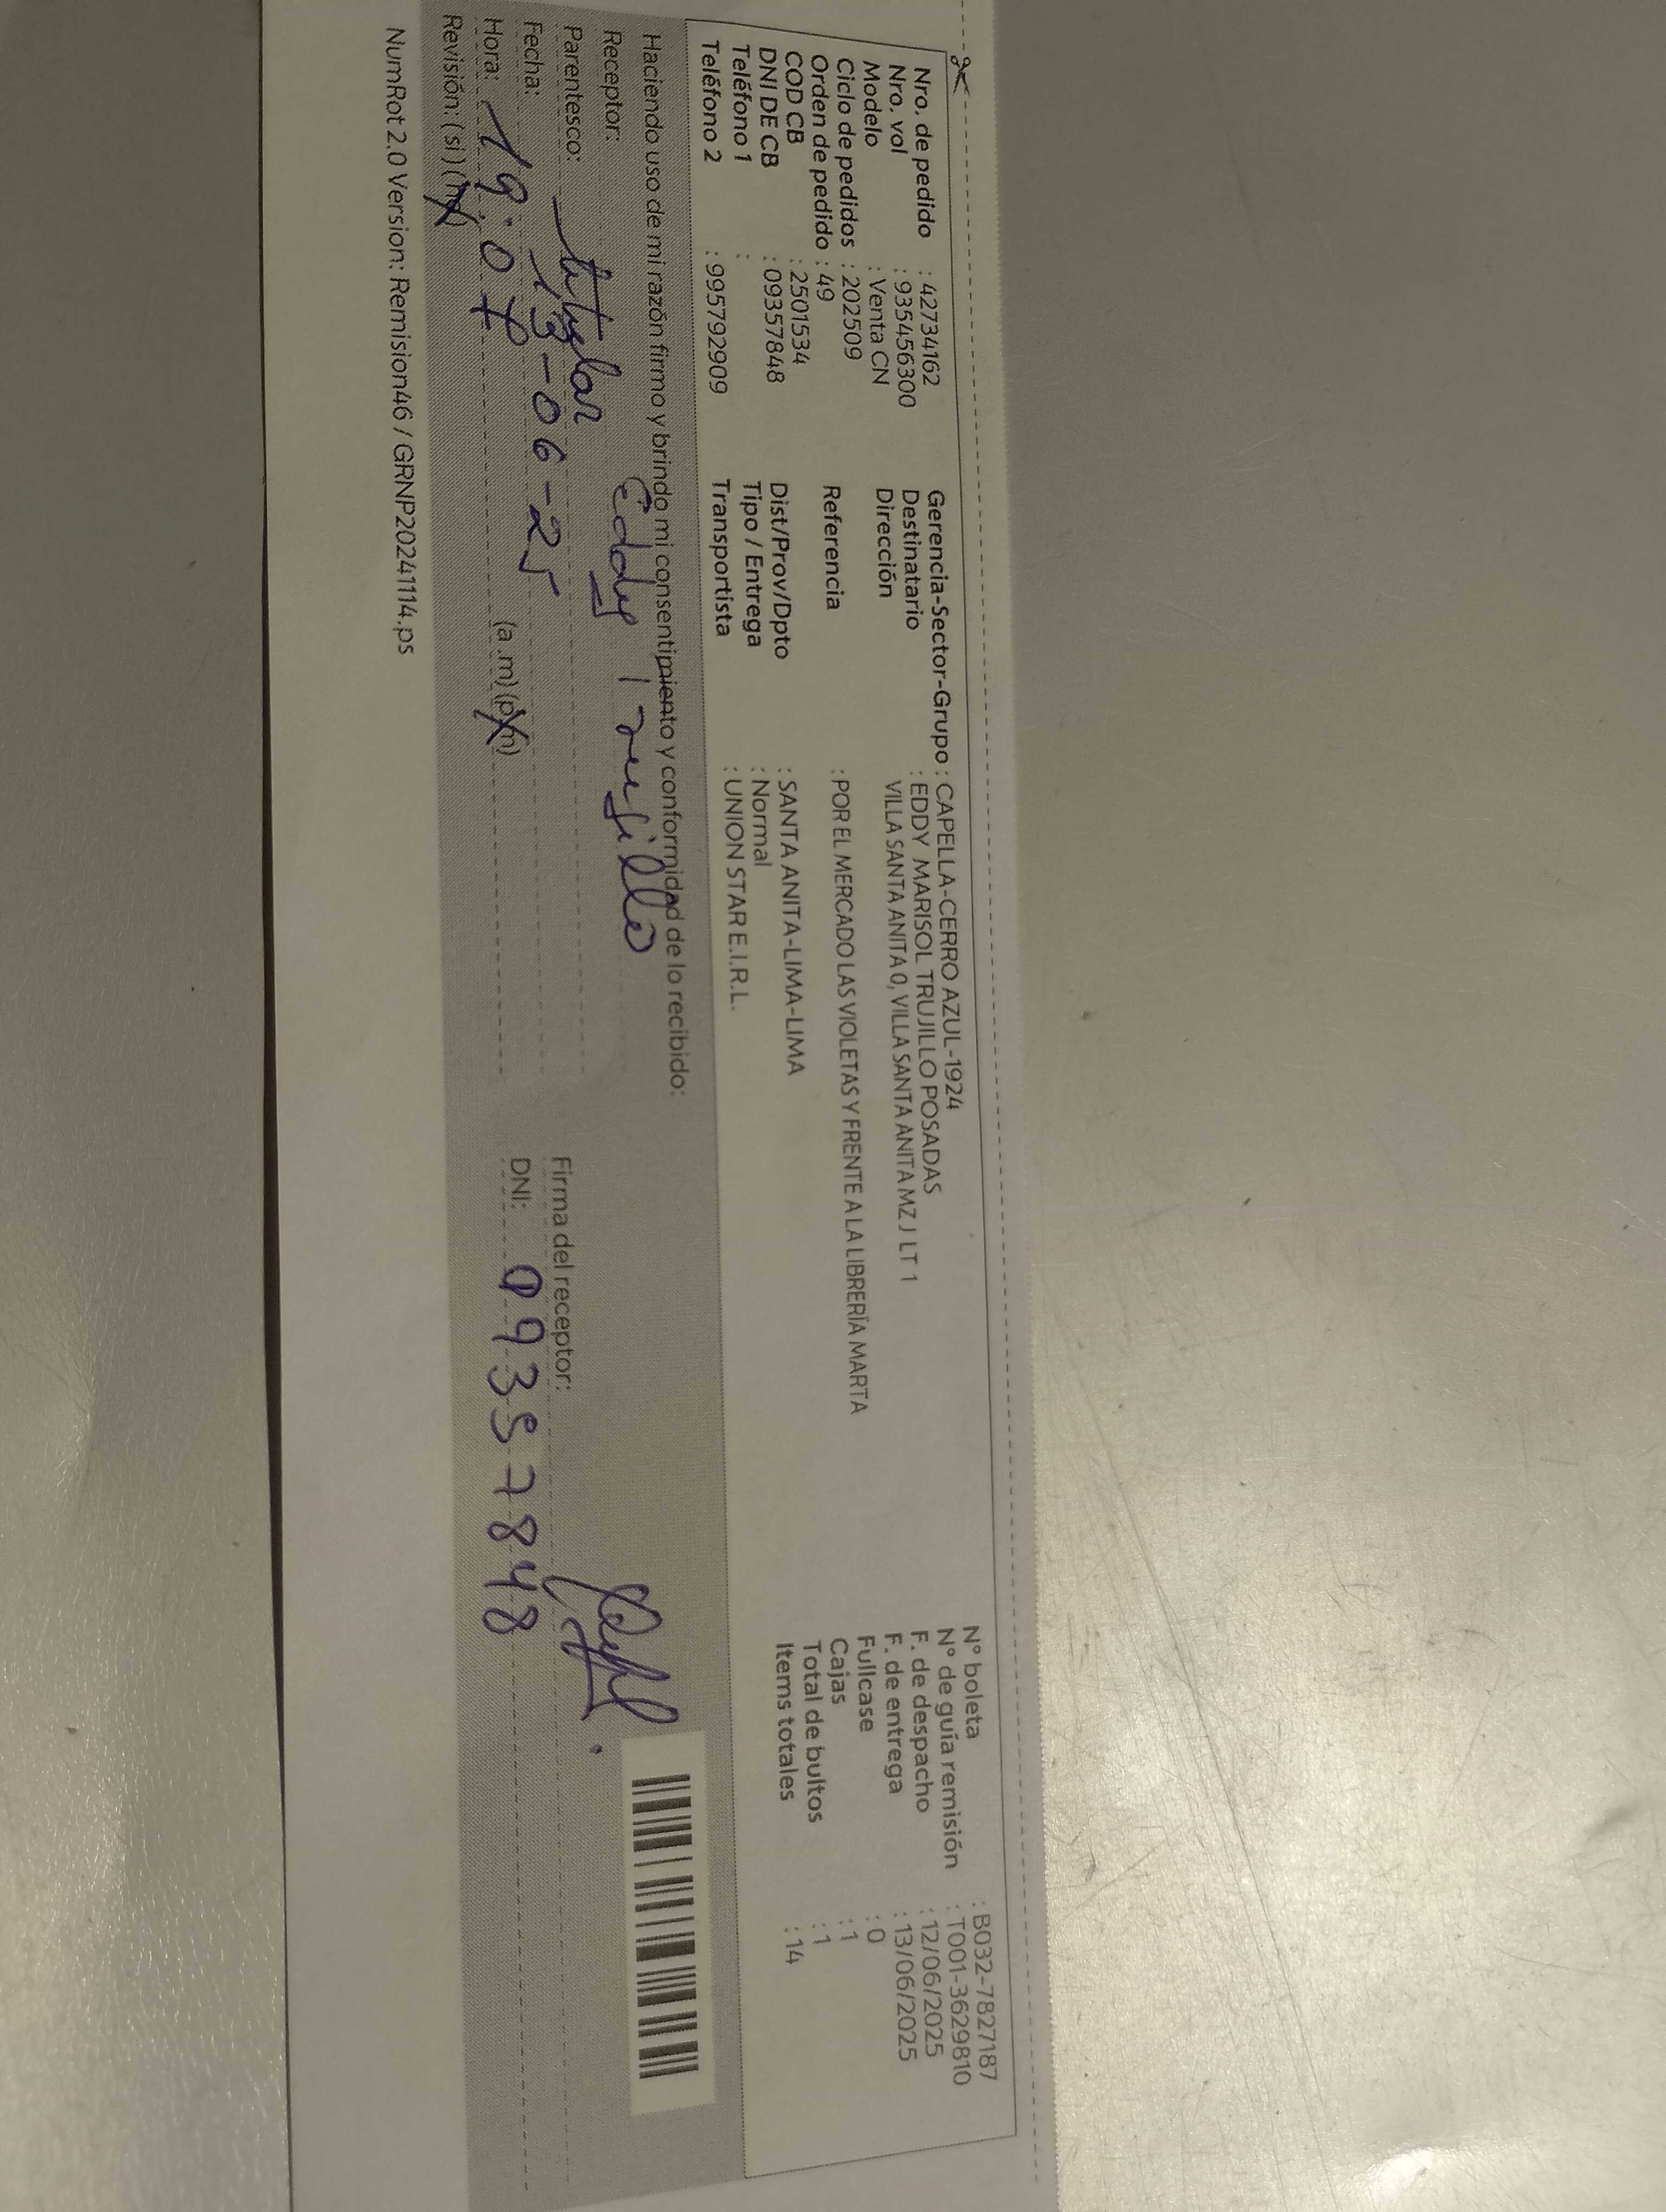 Nro. de pedido : 42734162
Nro. vol : 935456300
Modelo : Venta CN
Ciclo de pedidos : 202509
Orden de pedido : 49
COD CB : 2501534
DNI DE CB : 09357848
Teléfono 1 :
Teléfono 2 : 995792909
Gerencia-Sector-Grupo : CAPELLA-CERRO AZUL-1924
Destinatario : EDDY MARISOL TRUJILLO POSADAS
Dirección VILLA SANTA ANITA 0, VILLA SANTA ANITA MZ J LT 1
Referencia : POR EL MERCADO LAS VIOLETAS Y FRENTE A LA LIBRERÍA MARTA
Dist/Prov/Dpto : SANTA ANITA-LIMA-LIMA
Tipo / Entrega : Normal
Transportista : UNION STAR E.I.R.L.
N° boleta : B032-7827187
N° de guía remisión : T001-3629810
F. de despacho : 12/06/2025
F. de entrega : 13/06/2025
Fullcase : 0
Cajas : 1
Total de bultos : 1
Items totales : 14
Haciendo uso de mi razón firmo y brindo mi consentimiento y conformidad de lo recibido:
Receptor: Eddy Trujillo
Parentesco: titular
Fecha: 13-06-25
Hora: 19:07 (a .m) (pm)
Revisión: (si) (no)
Firma del receptor:
DNI: 09357848
NumRot 2.0 Version: Remision46 / GRNP20241114.ps